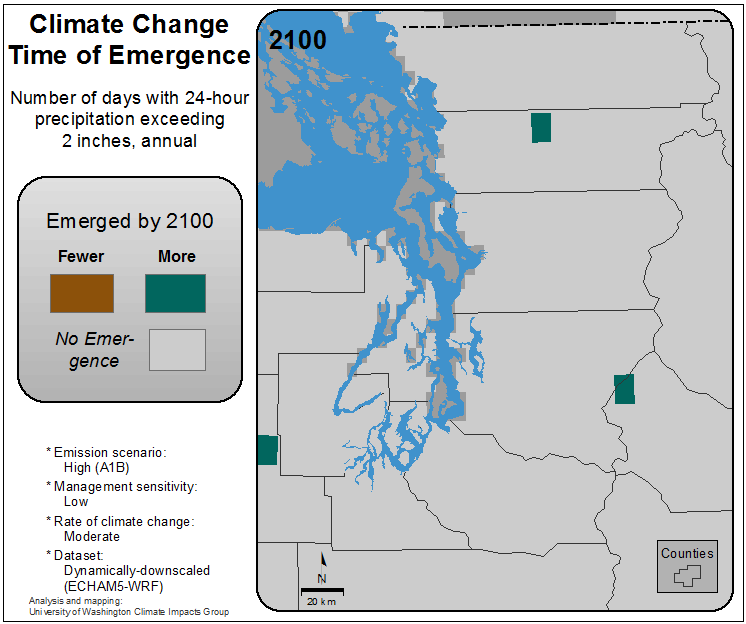 Climate Change
Time of Emergence
Number of days with 24-hour
precipitation exceeding
2 inches, annual
Emerged by 2100
Fewer
More
No Emer-
gence
* Emission scenario:
High (A1B)
* Management sensitivity:
Low
* Rate of climate change:
Moderate
* Dataset:
Dynamically-downscaled
(ECHAM5-WRF)
Analysis and mapping:
University of Washington Climate Impacts Group
2100
N
20 km
Counties